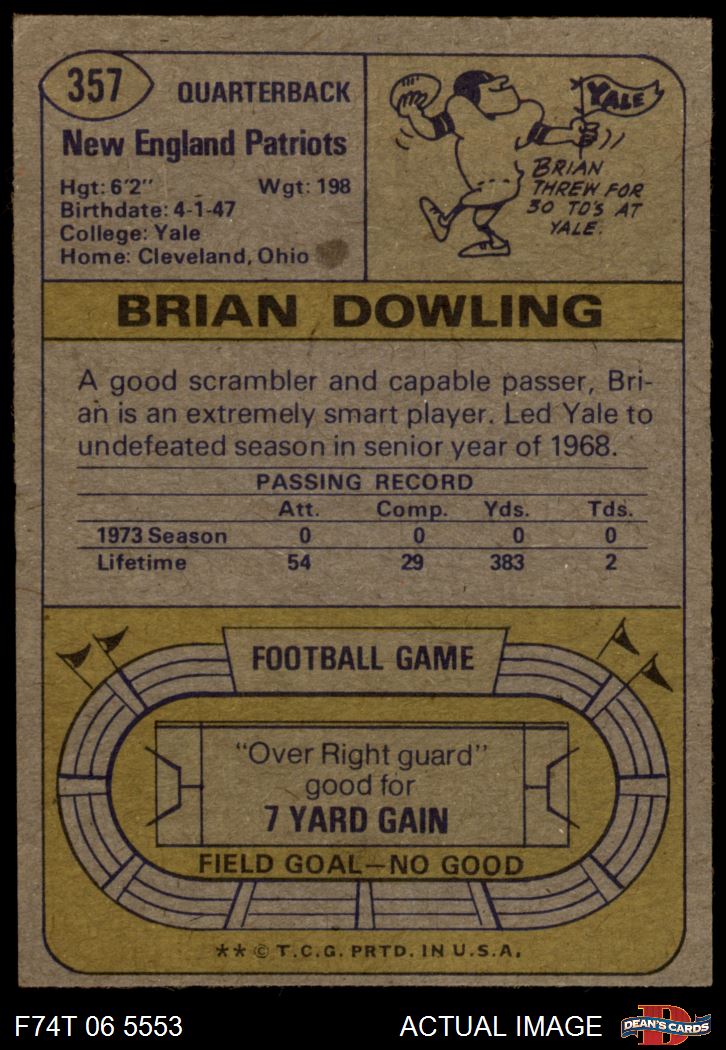 357
QUARTERBACK
New England Patriots
Hgt: 6'2" Wgt: 198
Birthdate: 4-1-47
College: Yale
Home: Cleveland, Ohio
YALE
BRIAN
THREW FOR
30 TD'S AT
YALE.
BRIAN DOWLING
A good scrambler and capable passer, Bri-
an is an extremely smart player. Led Yale to
undefeated season in senior year of 1968.
PASSING RECORD
Att. Comp. Yds. Tds.
1973 Season 0 0 0 0
Lifetime 54 29 383 2
FOOTBALL GAME
"Over Right guard"
good for
7 YARD GAIN
FIELD GOAL—NO GOOD
** © T.C.G. PRTD. IN U.S.A.
F74T 06 5553 ACTUAL IMAGE
DEAN'S CARDS